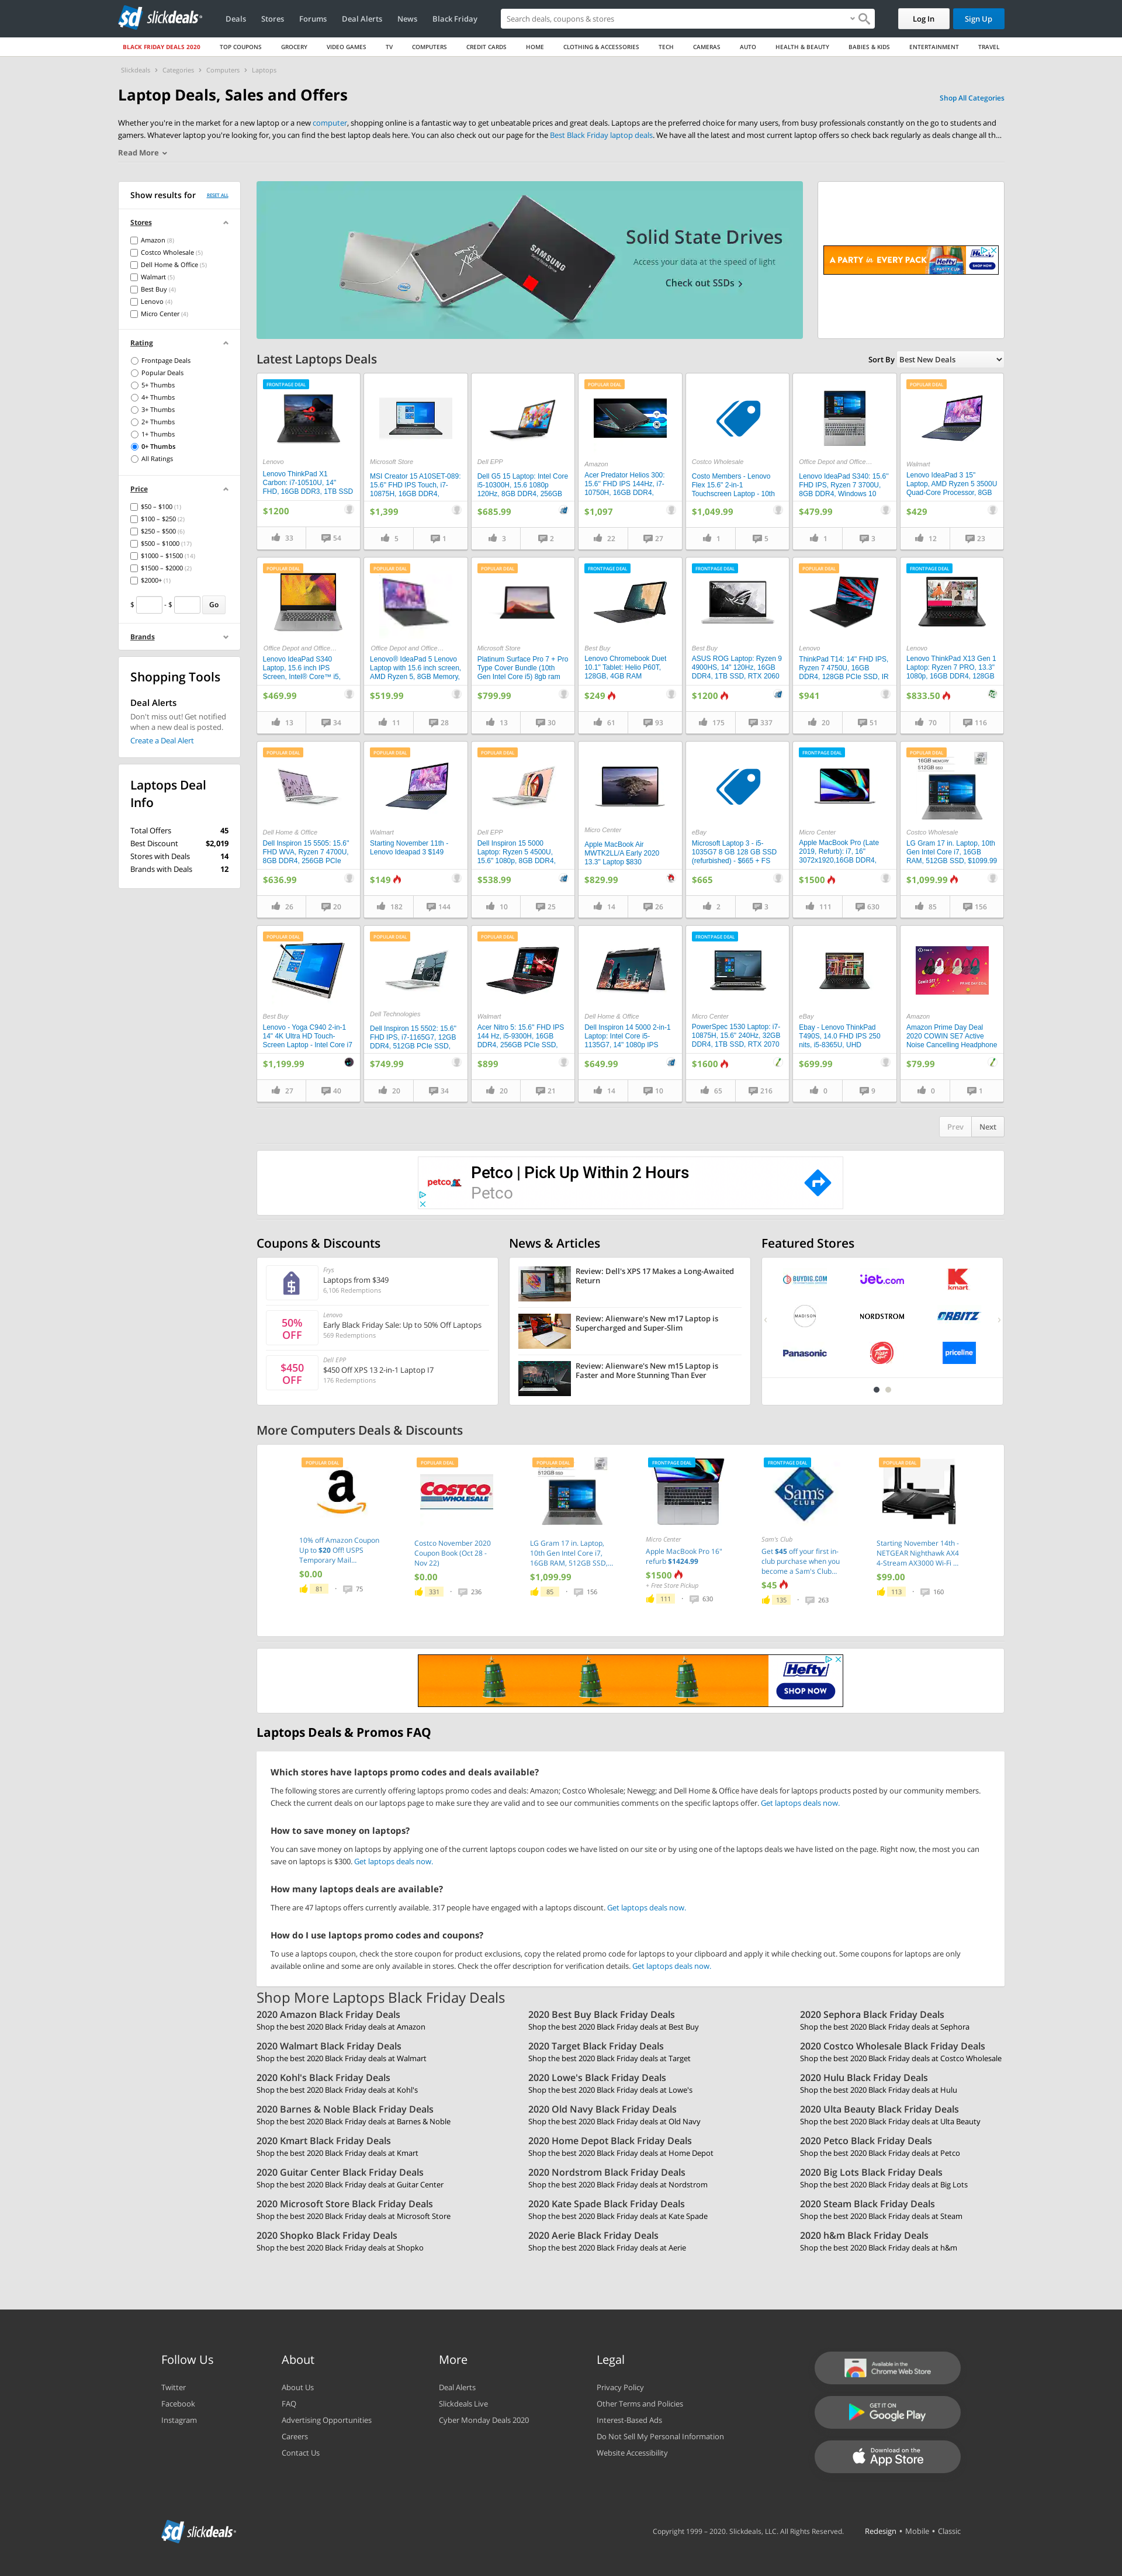 slickdeals
Deals
Stores
Forums
Deal Alerts
News
Black Friday
Search deals, coupons & stores
Log In
Sign Up
BLACK FRIDAY DEALS 2020
TOP COUPONS
GROCERY
VIDEO GAMES
TV
COMPUTERS
CREDIT CARDS
HOME
CLOTHING & ACCESSORIES
TECH
CAMERAS
AUTO
HEALTH & BEAUTY
BABIES & KIDS
ENTERTAINMENT
TRAVEL
Slickdeals > Categories > Computers > Laptops
Laptop Deals, Sales and Offers
Shop All Categories
Whether you're in the market for a new laptop or a new computer, shopping online is a fantastic way to get unbeatable prices and great deals. Laptops are the preferred choice for many users, from busy professionals constantly on the go to students and
gamers. Whatever laptop you're looking for, you can find the best laptop deals here. You can also check out our page for the Best Black Friday laptop deals. We have all the latest and most current laptop offers so check back regularly as deals change all th...
Read More
Show results for
RESET ALL
Stores
Amazon (8)
Costco Wholesale (5)
Dell Home & Office (5)
Walmart (5)
Best Buy (4)
Lenovo (4)
Micro Center (4)
Rating
Frontpage Deals
Popular Deals
5+ Thumbs
4+ Thumbs
3+ Thumbs
2+ Thumbs
1+ Thumbs
0+ Thumbs
All Ratings
Price
$50 – $100 (1)
$100 – $250 (2)
$250 – $500 (6)
$500 – $1000 (17)
$1000 – $1500 (14)
$1500 – $2000 (2)
$2000+ (1)
$ - $ Go
Brands
Shopping Tools
Deal Alerts
Don't miss out! Get notified
when a new deal is posted.
Create a Deal Alert
Laptops Deal
Info
Total Offers 45
Best Discount $2,019
Stores with Deals 14
Brands with Deals 12
Solid State Drives
Access your data at the speed of light
Check out SSDs
A PARTY in EVERY PACK
Hefty
SHOP NOW
Latest Laptops Deals
Sort By Best New Deals
FRONTPAGE DEAL
Lenovo
Lenovo ThinkPad X1
Carbon: i7-10510U, 14"
FHD, 16GB DDR3, 1TB SSD
$1200
33 54
Microsoft Store
MSI Creator 15 A10SET-089:
15.6" FHD IPS Touch, i7-
10875H, 16GB DDR4,
$1,399
5 1
Dell EPP
Dell G5 15 Laptop: Intel Core
i5-10300H, 15.6 1080p
120Hz, 8GB DDR4, 256GB
$685.99
3 2
POPULAR DEAL
Amazon
Acer Predator Helios 300:
15.6" FHD IPS 144Hz, i7-
10750H, 16GB DDR4,
$1,097
22 27
Costco Wholesale
Costo Members - Lenovo
Flex 15.6" 2-in-1
Touchscreen Laptop - 10th
$1,049.99
1 5
Office Depot and Office...
Lenovo IdeaPad S340: 15.6"
FHD IPS, Ryzen 7 3700U,
8GB DDR4, Windows 10
$479.99
1 3
POPULAR DEAL
Walmart
Lenovo IdeaPad 3 15"
Laptop, AMD Ryzen 5 3500U
Quad-Core Processor, 8GB
$429
12 23
POPULAR DEAL
Office Depot and Office...
Lenovo IdeaPad S340
Laptop, 15.6 inch IPS
Screen, Intel® Core™ i5,
$469.99
13 34
POPULAR DEAL
Office Depot and Office...
Lenovo® IdeaPad 5 Lenovo
Laptop with 15.6 inch screen,
AMD Ryzen 5, 8GB Memory,
$519.99
11 28
POPULAR DEAL
Microsoft Store
Platinum Surface Pro 7 + Pro
Type Cover Bundle (10th
Gen Intel Core i5) 8gb ram
$799.99
13 30
FRONTPAGE DEAL
Best Buy
Lenovo Chromebook Duet
10.1" Tablet: Helio P60T,
128GB, 4GB RAM
$249
61 93
FRONTPAGE DEAL
Best Buy
ASUS ROG Laptop: Ryzen 9
4900HS, 14" 120Hz, 16GB
DDR4, 1TB SSD, RTX 2060
$1200
175 337
POPULAR DEAL
Lenovo
ThinkPad T14: 14" FHD IPS,
Ryzen 7 4750U, 16GB
DDR4, 128GB PCIe SSD, IR
$941
20 51
FRONTPAGE DEAL
Lenovo
Lenovo ThinkPad X13 Gen 1
Laptop: Ryzen 7 PRO, 13.3"
1080p, 16GB DDR4, 128GB
$833.50
70 116
POPULAR DEAL
Dell Home & Office
Dell Inspiron 15 5505: 15.6"
FHD WVA, Ryzen 7 4700U,
8GB DDR4, 256GB PCIe
$636.99
26 20
POPULAR DEAL
Walmart
Starting November 11th -
Lenovo Ideapad 3 $149
$149
182 144
POPULAR DEAL
Dell EPP
Dell Inspiron 15 5000
Laptop: Ryzen 5 4500U,
15.6" 1080p, 8GB DDR4,
$538.99
10 25
Micro Center
Apple MacBook Air
MWTK2LL/A Early 2020
13.3" Laptop $830
$829.99
14 26
eBay
Microsoft Laptop 3 - i5-
1035G7 8 GB 128 GB SSD
(refurbished) - $665 + FS
$665
2 3
FRONTPAGE DEAL
Micro Center
Apple MacBook Pro (Late
2019, Refurb): i7, 16"
3072x1920,16GB DDR4,
$1500
111 630
POPULAR DEAL
16GB MEMORY
512GB SSD
Costco Wholesale
LG Gram 17 in. Laptop, 10th
Gen Intel Core i7, 16GB
RAM, 512GB SSD, $1099.99
$1,099.99
85 156
POPULAR DEAL
Best Buy
Lenovo - Yoga C940 2-in-1
14" 4K Ultra HD Touch-
Screen Laptop - Intel Core i7
$1,199.99
27 40
POPULAR DEAL
Dell Technologies
Dell Inspiron 15 5502: 15.6"
FHD IPS, i7-1165G7, 12GB
DDR4, 512GB PCIe SSD,
$749.99
20 34
POPULAR DEAL
Walmart
Acer Nitro 5: 15.6" FHD IPS
144 Hz, i5-9300H, 16GB
DDR4, 256GB PCIe SSD,
$899
20 21
Dell Home & Office
Dell Inspiron 14 5000 2-in-1
Laptop: Intel Core i5-
1135G7, 14" 1080p IPS
$649.99
14 10
FRONTPAGE DEAL
Micro Center
PowerSpec 1530 Laptop: i7-
10875H, 15.6" 240Hz, 32GB
DDR4, 1TB SSD, RTX 2070
$1600
65 216
eBay
Ebay - Lenovo ThinkPad
T490S, 14.0 FHD IPS 250
nits, i5-8365U, UHD
$699.99
0 9
Amazon
Amazon Prime Day Deal
2020 COWIN SE7 Active
Noise Cancelling Headphone
$79.99
0 1
Prev
Next
petco
Petco | Pick Up Within 2 Hours
Petco
Coupons & Discounts
Frys
Laptops from $349
6,106 Redemptions
50%
OFF
Lenovo
Early Black Friday Sale: Up to 50% Off Laptops
569 Redemptions
$450
OFF
Dell EPP
$450 Off XPS 13 2-in-1 Laptop I7
176 Redemptions
News & Articles
Review: Dell's XPS 17 Makes a Long-Awaited
Return
Review: Alienware's New m17 Laptop is
Supercharged and Super-Slim
Review: Alienware's New m15 Laptop is
Faster and More Stunning Than Ever
Featured Stores
BUYDIG.COM
jet.com
kmart
MADISON
NORDSTROM
ORBITZ
Panasonic
Pizza Hut
priceline
More Computers Deals & Discounts
POPULAR DEAL
10% off Amazon Coupon
Up to $20 Off! USPS
Temporary Mail...
$0.00
81 · 75
POPULAR DEAL
COSTCO
WHOLESALE
Costco November 2020
Coupon Book (Oct 28 -
Nov 22)
$0.00
331 · 236
POPULAR DEAL
512GB SSD
LG Gram 17 in. Laptop,
10th Gen Intel Core i7,
16GB RAM, 512GB SSD,...
$1,099.99
85 · 156
FRONTPAGE DEAL
Micro Center
Apple MacBook Pro 16"
refurb $1424.99
$1500
+ Free Store Pickup
111 · 630
FRONTPAGE DEAL
Sam's
CLUB
Sam's Club
Get $45 off your first in-
club purchase when you
become a Sam's Club...
$45
135 · 263
POPULAR DEAL
Starting November 14th -
NETGEAR Nighthawk AX4
4-Stream AX3000 Wi-Fi ...
$99.00
113 · 160
Hefty
SHOP NOW
Laptops Deals & Promos FAQ
Which stores have laptops promo codes and deals available?
The following stores are currently offering laptops promo codes and deals: Amazon; Costco Wholesale; Newegg; and Dell Home & Office have deals for laptops products posted by our community members.
Check the current deals on our laptops page to make sure they are valid and to see our communities comments on the specific laptops offer. Get laptops deals now.
How to save money on laptops?
You can save money on laptops by applying one of the current laptops coupon codes we have listed on our site or by using one of the laptops deals we have listed on the page. Right now, the most you can
save on laptops is $300. Get laptops deals now.
How many laptops deals are available?
There are 47 laptops offers currently available. 317 people have engaged with a laptops discount. Get laptops deals now.
How do I use laptops promo codes and coupons?
To use a laptops coupon, check the store coupon for product exclusions, copy the related promo code for laptops to your clipboard and apply it while checking out. Some coupons for laptops are only
available online and some are only available in stores. Check the offer description for verification details. Get laptops deals now.
Shop More Laptops Black Friday Deals
2020 Amazon Black Friday Deals
Shop the best 2020 Black Friday deals at Amazon
2020 Best Buy Black Friday Deals
Shop the best 2020 Black Friday deals at Best Buy
2020 Sephora Black Friday Deals
Shop the best 2020 Black Friday deals at Sephora
2020 Walmart Black Friday Deals
Shop the best 2020 Black Friday deals at Walmart
2020 Target Black Friday Deals
Shop the best 2020 Black Friday deals at Target
2020 Costco Wholesale Black Friday Deals
Shop the best 2020 Black Friday deals at Costco Wholesale
2020 Kohl's Black Friday Deals
Shop the best 2020 Black Friday deals at Kohl's
2020 Lowe's Black Friday Deals
Shop the best 2020 Black Friday deals at Lowe's
2020 Hulu Black Friday Deals
Shop the best 2020 Black Friday deals at Hulu
2020 Barnes & Noble Black Friday Deals
Shop the best 2020 Black Friday deals at Barnes & Noble
2020 Old Navy Black Friday Deals
Shop the best 2020 Black Friday deals at Old Navy
2020 Ulta Beauty Black Friday Deals
Shop the best 2020 Black Friday deals at Ulta Beauty
2020 Kmart Black Friday Deals
Shop the best 2020 Black Friday deals at Kmart
2020 Home Depot Black Friday Deals
Shop the best 2020 Black Friday deals at Home Depot
2020 Petco Black Friday Deals
Shop the best 2020 Black Friday deals at Petco
2020 Guitar Center Black Friday Deals
Shop the best 2020 Black Friday deals at Guitar Center
2020 Nordstrom Black Friday Deals
Shop the best 2020 Black Friday deals at Nordstrom
2020 Big Lots Black Friday Deals
Shop the best 2020 Black Friday deals at Big Lots
2020 Microsoft Store Black Friday Deals
Shop the best 2020 Black Friday deals at Microsoft Store
2020 Kate Spade Black Friday Deals
Shop the best 2020 Black Friday deals at Kate Spade
2020 Steam Black Friday Deals
Shop the best 2020 Black Friday deals at Steam
2020 Shopko Black Friday Deals
Shop the best 2020 Black Friday deals at Shopko
2020 Aerie Black Friday Deals
Shop the best 2020 Black Friday deals at Aerie
2020 h&m Black Friday Deals
Shop the best 2020 Black Friday deals at h&m
Follow Us
Twitter
Facebook
Instagram
About
About Us
FAQ
Advertising Opportunities
Careers
Contact Us
More
Deal Alerts
Slickdeals Live
Cyber Monday Deals 2020
Legal
Privacy Policy
Other Terms and Policies
Interest-Based Ads
Do Not Sell My Personal Information
Website Accessibility
Available in the
Chrome Web Store
GET IT ON
Google Play
Download on the
App Store
slickdeals
Copyright 1999 – 2020. Slickdeals, LLC. All Rights Reserved.
Redesign • Mobile • Classic